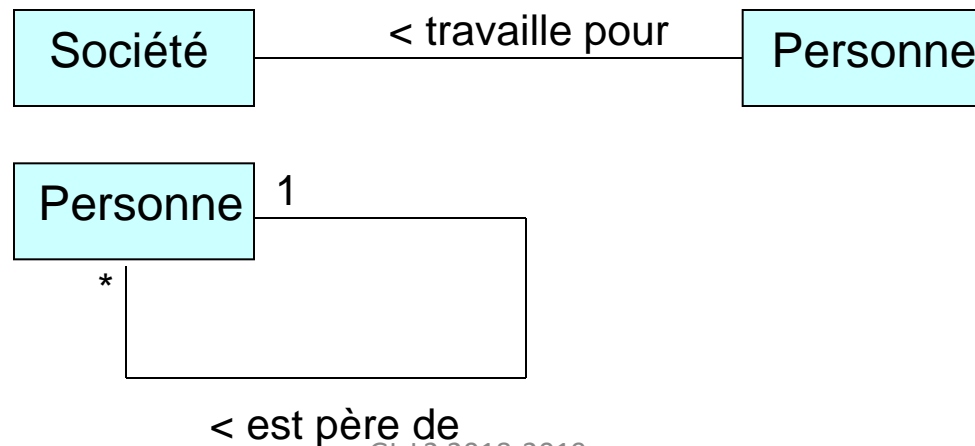 Société
< travaille pour
Personne
Personne
1
*
< est père de